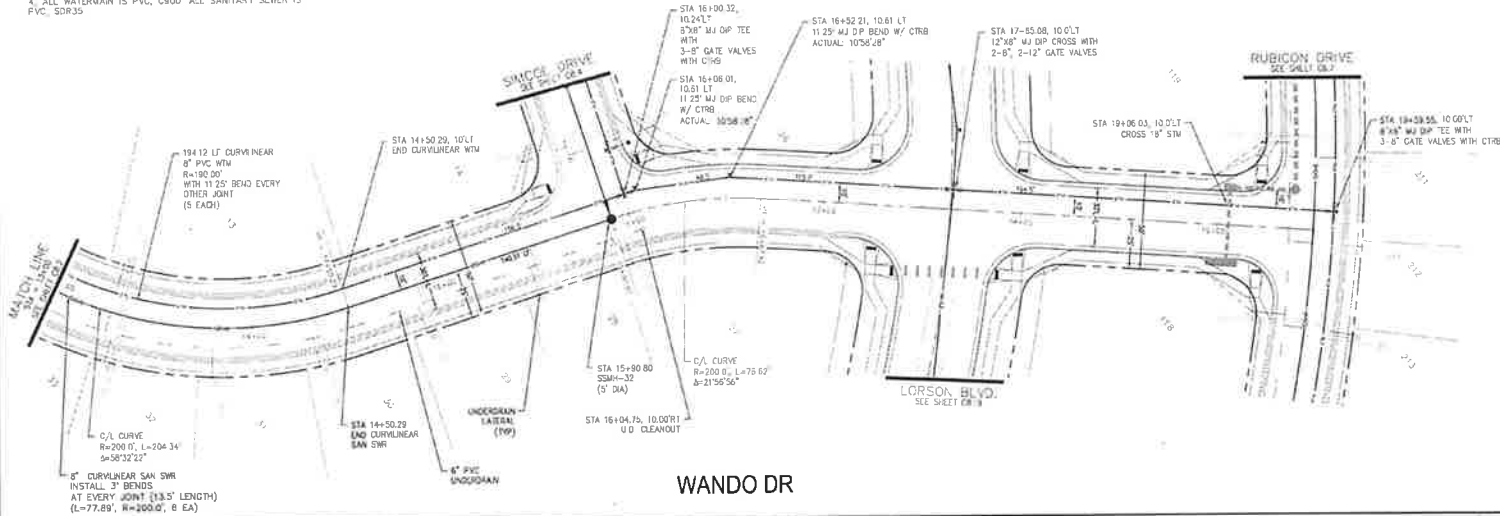 4. ALL WATERMAIN IS PVC, C900 ALL SANITARY SEWER IS
PVC, SDR35
STA 16+00.32,
10.24'LT
8"X8" MJ DIP TEE
WITH
3-8" GATE VALVES
WITH CTRB
STA 16+06.01,
10.61 LT
11.25° MJ DIP BEND
W/ CTRB
ACTUAL: 10°58'28"
STA 16+52.21, 10.61 LT
11.25° MJ DIP BEND W/ CTRB
ACTUAL: 10°58'28"
STA 17+85.08, 10.0'LT
12"X8" MJ DIP CROSS WITH
2-8", 2-12" GATE VALVES
SIMCOE DRIVE
RUBICON DRIVE
STA 19+06.03, 10.0'LT
CROSS 18" STM
STA 19+59.55, 10.00'LT
8"X8" MJ DIP TEE WITH
3-8" GATE VALVES WITH CTRB
194.12 LF CURVILINEAR
8" PVC WTM
R=190.00'
WITH 11.25° BEND EVERY
OTHER JOINT
(5 EACH)
STA 14+50.29, 10'LT
END CURVILINEAR WTM
MATCH LINE
C/L CURVE
R=200.0', L=204.34'
Δ=58°32'22"
8" CURVILINEAR SAN SWR
INSTALL 3° BENDS
AT EVERY JOINT (13.5' LENGTH)
(L=77.89', R=200.0', 8 EA)
STA 14+50.29
END CURVILINEAR
SAN SWR
6" PVC
UNDERDRAIN
UNDERDRAIN
LATERAL
(TYP)
STA 15+90.80
SSMH-32
(5' DIA)
STA 16+04.75, 10.00'RT
U.D. CLEANOUT
C/L CURVE
R=200.0', L=76.62'
Δ=21°56'56"
LORSON BLVD.
SEE SHEET
118
212
213
WANDO DR